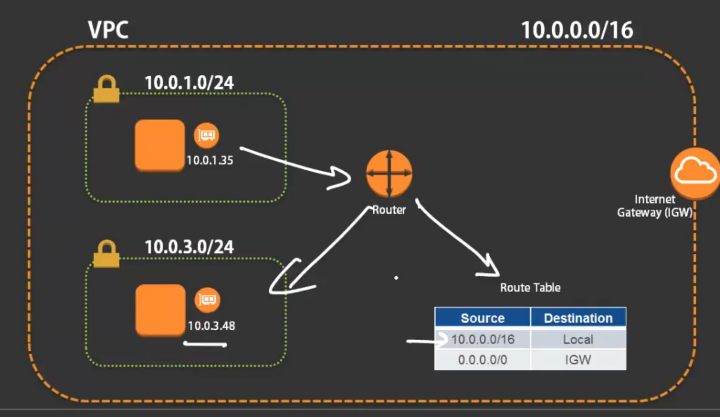 VPC
10.0.0.0/16
10.0.1.0/24
10.0.1.35
Router
Internet
Gateway (IGW)
10.0.3.0/24
10.0.3.48
Route Table
Source Destination
10.0.0.0/16 Local
0.0.0.0/0 IGW